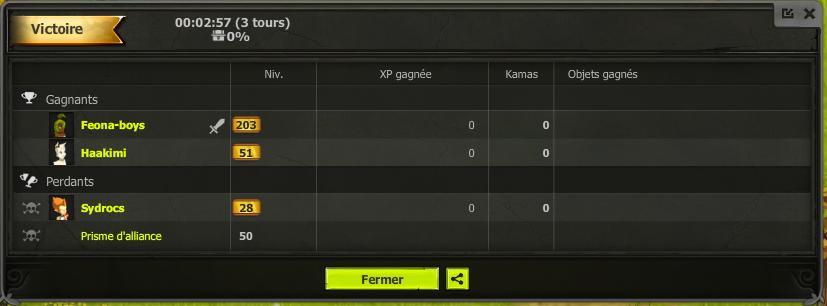 Victoire
00:02:57 (3 tours)
0%
Niv. XP gagnée Kamas Objets gagnés
Gagnants
Feona-boys 203 0 0
Haakimi 51 0 0
Perdants
Sydrocs 28 0 0
Prisme d'alliance 50
Fermer